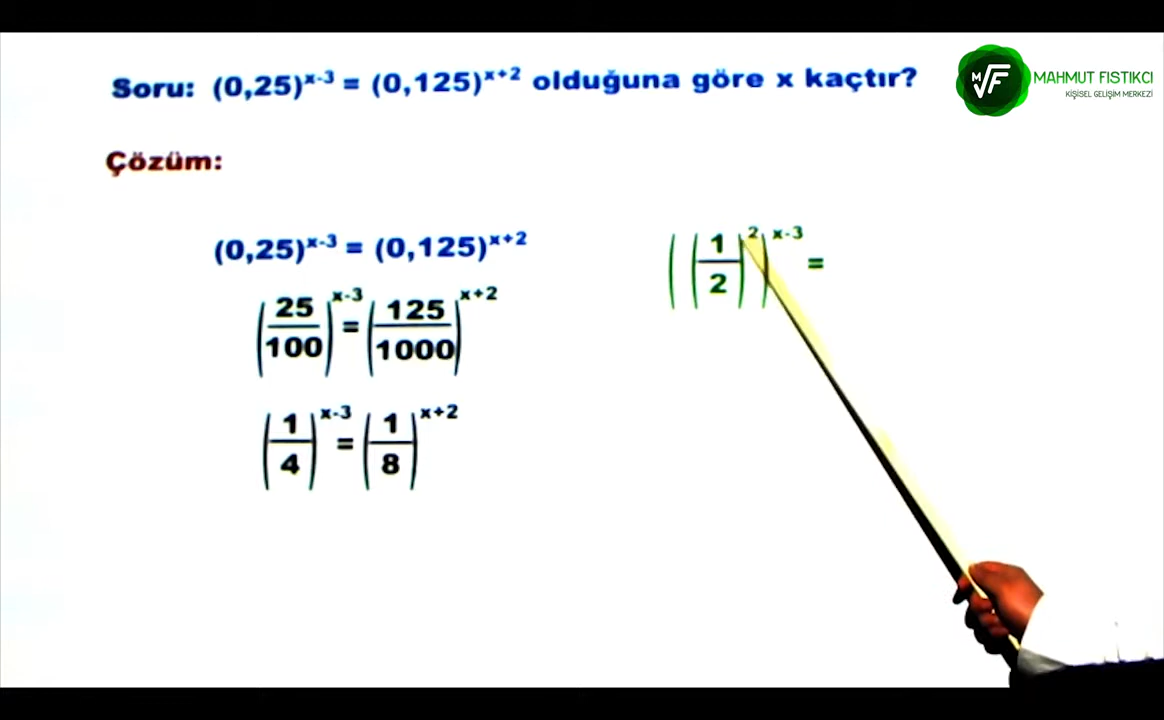 Soru: (0,25)^x-3 = (0,125)^x+2 olduğuna göre x kaçtır?
MAHMUT FISTIKCI
KİŞİSEL GELİŞİM MERKEZİ
Çözüm:
(0,25)^x-3 = (0,125)^x+2
(25/100)^x-3 = (125/1000)^x+2
(1/4)^x-3 = (1/8)^x+2
((1/2)^2)^x-3 =